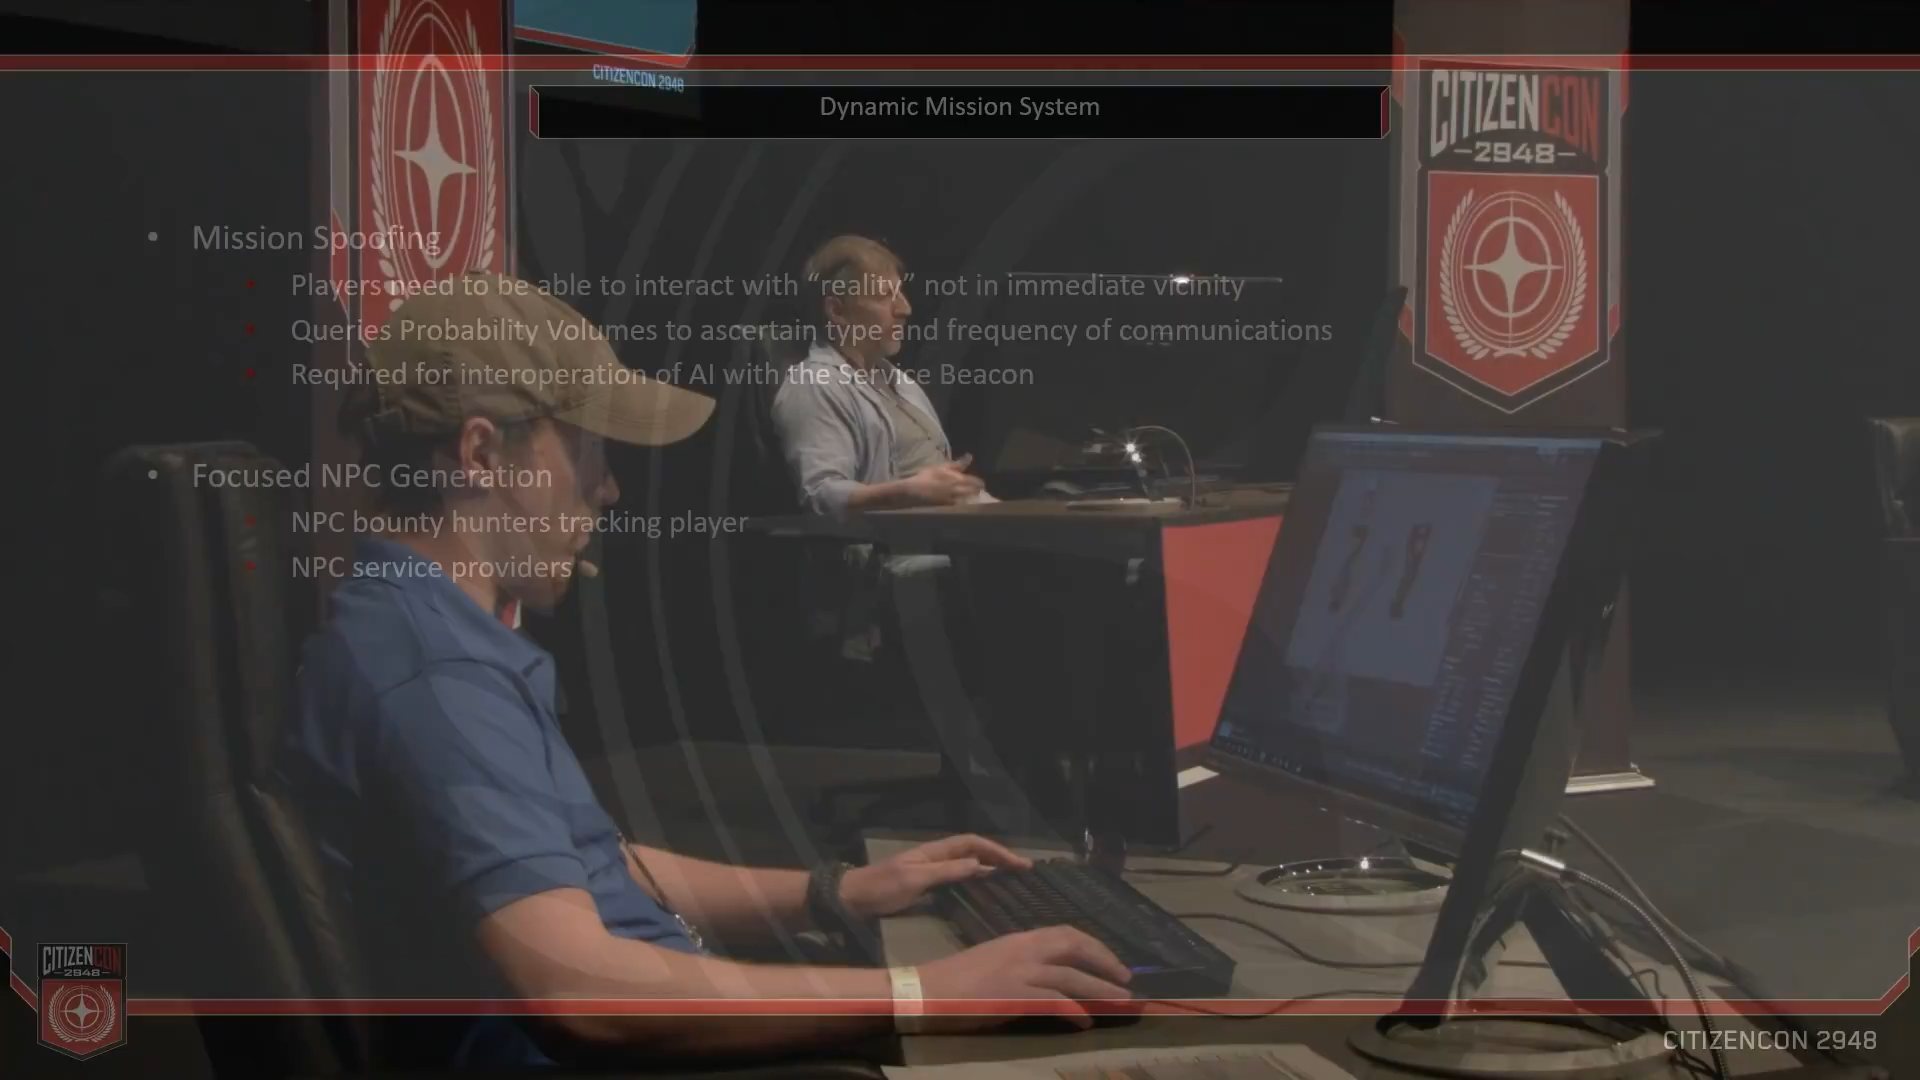 CITIZENCON 2948
Dynamic Mission System
CITIZENCON
-2948-
• Mission Spoofing
• Players need to be able to interact with “reality” not in immediate vicinity
• Queries Probability Volumes to ascertain type and frequency of communications
• Required for interoperation of AI with the Service Beacon
• Focused NPC Generation
• NPC bounty hunters tracking player
• NPC service providers
CITIZENCON
-2948-
CITIZENCON 2948